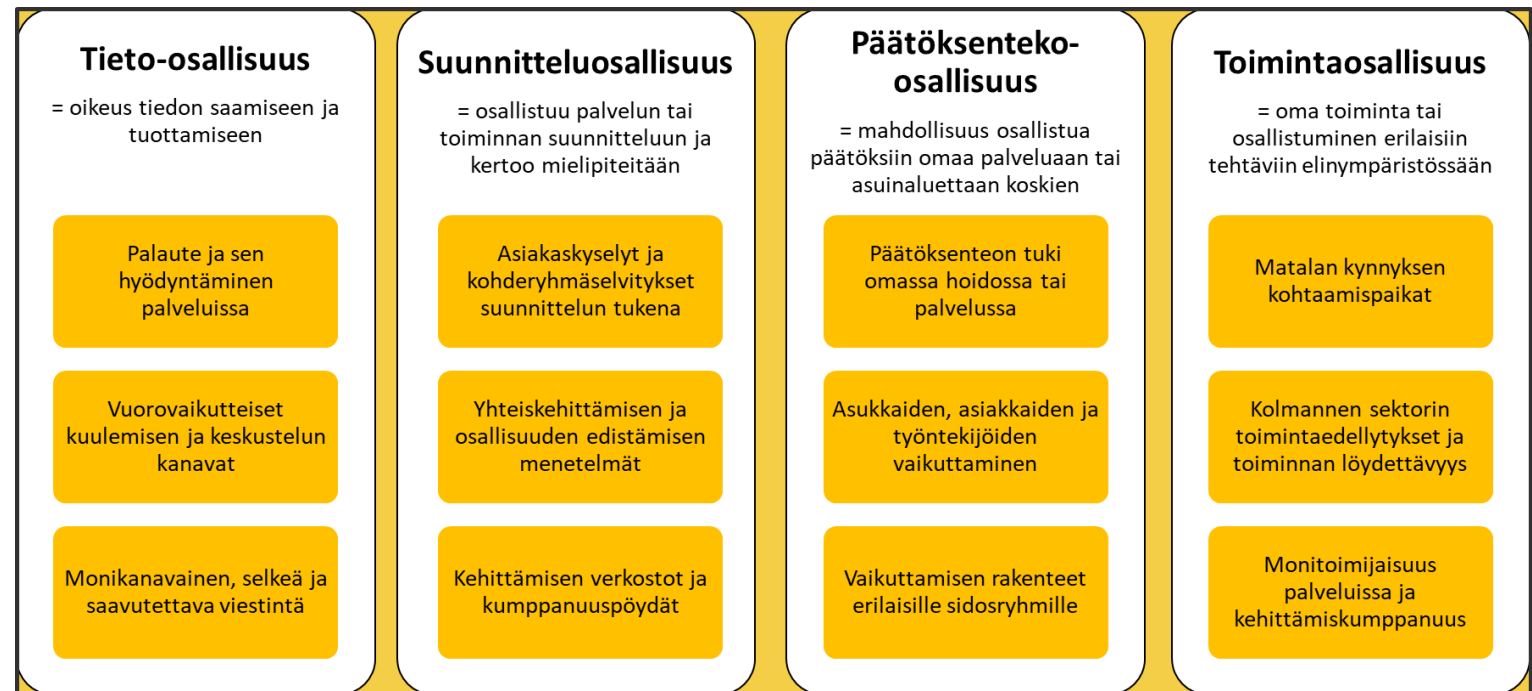 Tieto-osallisuus
= oikeus tiedon saamiseen ja
tuottamiseen
Palaute ja sen
hyödyntäminen
palveluissa
Vuorovaikutteiset
kuulemisen ja keskustelun
kanavat
Monikanavainen, selkeä ja
saavutettava viestintä
Suunnitteluosallisuus
= osallistuu palvelun tai
toiminnan suunnitteluun ja
kertoo mielipiteitään
Asiakaskyselyt ja
kohderyhmäselvitykset
suunnittelun tukena
Yhteiskehittämisen ja
osallisuuden edistämisen
menetelmät
Kehittämisen verkostot ja
kumppanuuspöydät
Päätöksenteko-
osallisuus
= mahdollisuus osallistua
päätöksiin omaa palveluaan tai
asuinaluettaan koskien
Päätöksenteon tuki
omassa hoidossa tai
palvelussa
Asukkaiden, asiakkaiden ja
työntekijöiden
vaikuttaminen
Vaikuttamisen rakenteet
erilaisille sidosryhmille
Toimintaosallisuus
= oma toiminta tai
osallistuminen erilaisiin
tehtäviin elinympäristössään
Matalan kynnyksen
kohtaamispaikat
Kolmannen sektorin
toimintaedellytykset ja
toiminnan löydettävyys
Monitoimijaisuus
palveluissa ja
kehittämiskumppanuus